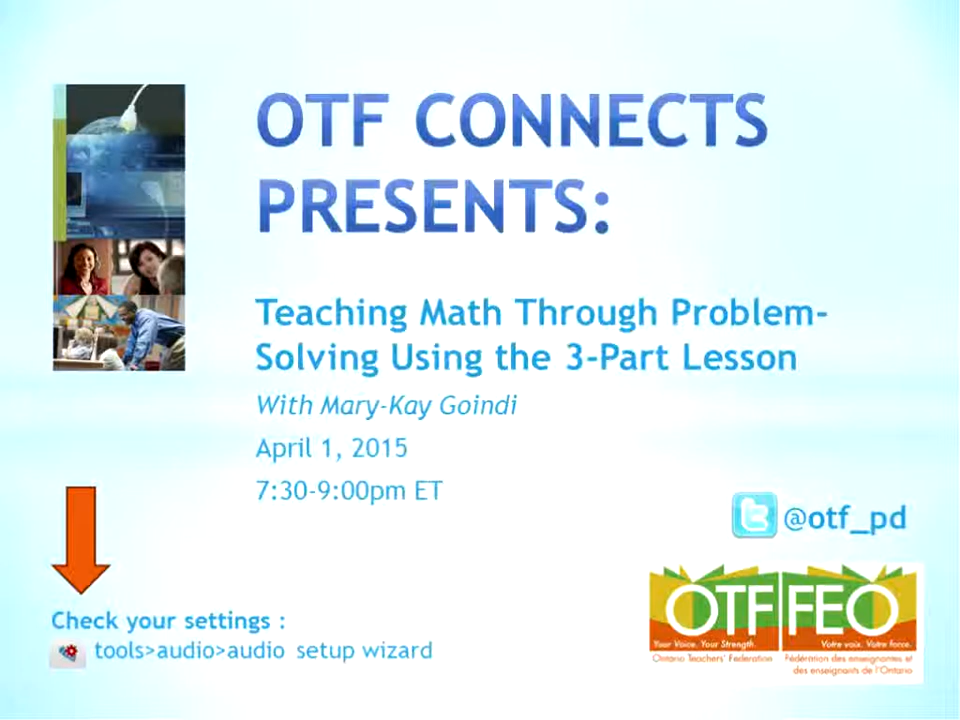 OTF CONNECTS
PRESENTS:
Teaching Math Through Problem-
Solving Using the 3-Part Lesson
With Mary-Kay Goindi
April 1, 2015
7:30-9:00pm ET
@otf_pd
Check your settings :
tools>audio>audio setup wizard
OTF FEO
Your Voice. Your Strength. Votre voix. Votre force.
Ontario Teachers' Federation Fédération des enseignantes et
des enseignants de l'Ontario